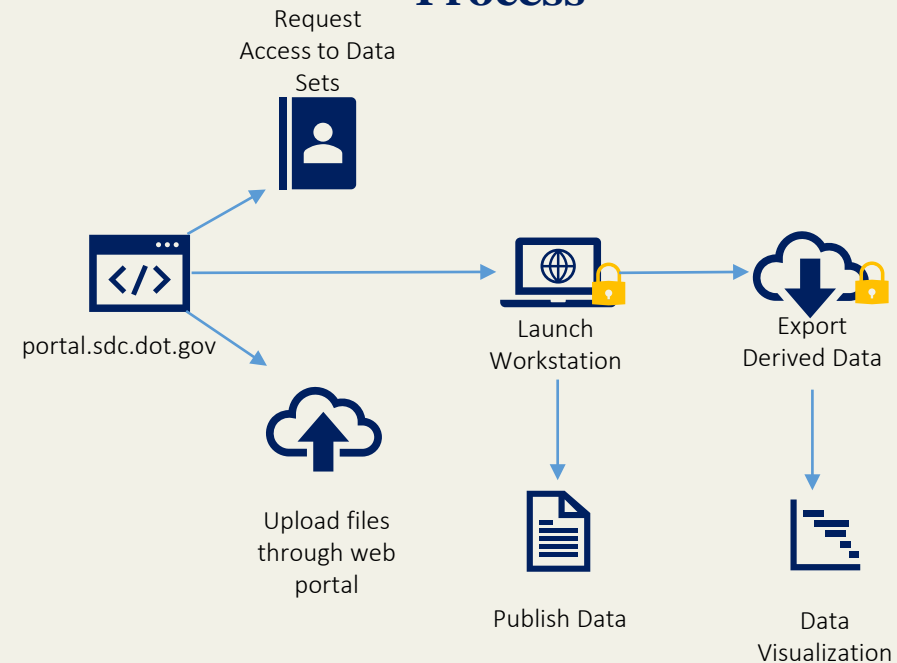 Process
Request
Access to Data
Sets
</>
portal.sdc.dot.gov
Launch
Workstation
Export
Derived Data
Upload files
through web
portal
Publish Data
Data
Visualization